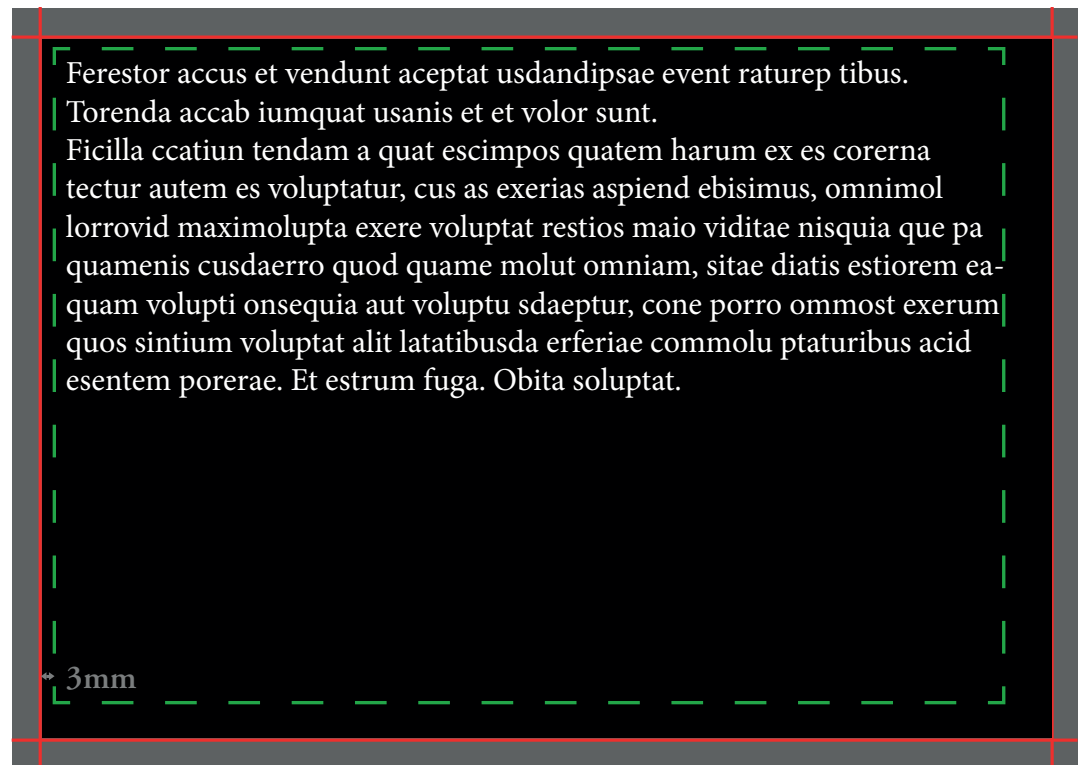 Ferestor accus et vendunt aceptat usdandipsae event raturep tibus.
Torenda accab iumquat usanis et et volor sunt.
Ficilla ccatiun tendam a quat escimpos quatem harum ex es corerna
tectur autem es voluptatur, cus as exerias aspiend ebisimus, omnimol
lorrovid maximolupta exere voluptat restios maio viditae nisquia que pa
quamenis cusdaerro quod quame molut omniam, sitae diatis estiorem ea-
quam volupti onsequia aut voluptu sdaeptur, cone porro ommost exerum
quos sintium voluptat alit latatibusda erferiae commolu ptaturibus acid
esentem porerae. Et estrum fuga. Obita soluptat.
3mm